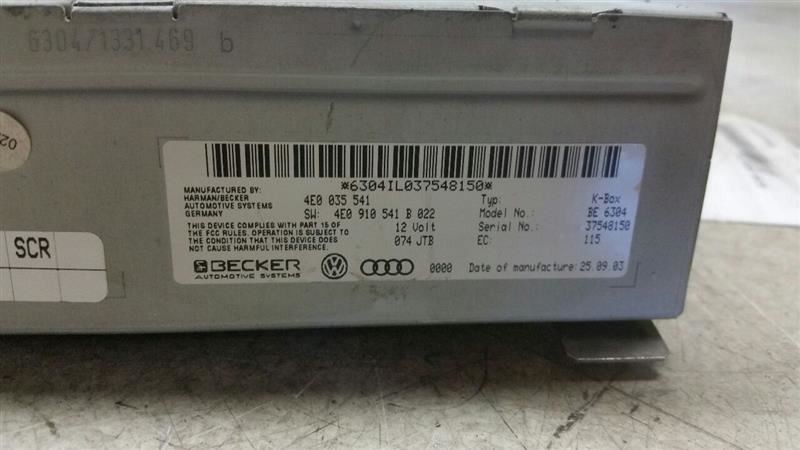 6304/1331.469 b
SCR
*6304IL037548150*
MANUFACTURED BY:
HARMAN/BECKER
AUTOMOTIVE SYSTEMS
GERMANY
4E0 035 541
SW: 4E0 910 541 B 022
THIS DEVICE COMPLY WITH PART 15 OF
THE FCC RULES. OPERATION IS SUBJECT TO
THE CONDITION THAT THIS DEVICE DOES
NOT CAUSE HARMFUL INTERFERENCE.
12 Volt
074 JTB
Typ: K-Box
Model No.: BE 6304
Serial No.: 37548150
EC: 115
BECKER
AUTOMOTIVE SYSTEMS
0000 Date of manufacture: 25.09.03